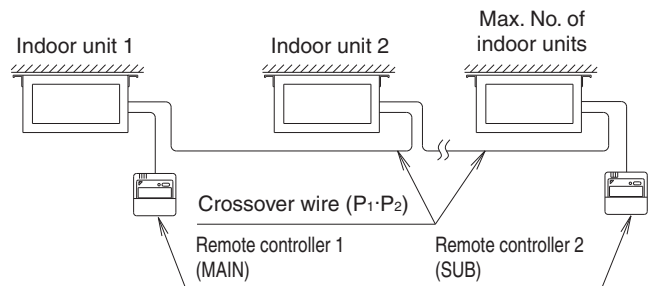 Indoor unit 1
Indoor unit 2
Max. No. of
indoor units
Crossover wire (P₁·P₂)
Remote controller 1
(MAIN)
Remote controller 2
(SUB)